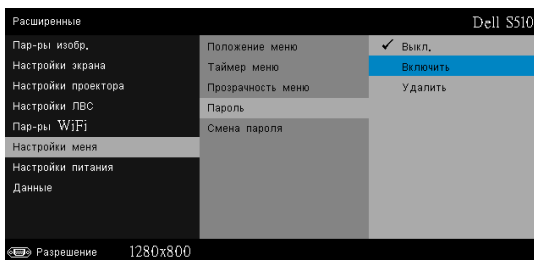 Расширенные
Dell S510
Пар-ры изобр.
Настройки экрана
Настройки проектора
Настройки ЛВС
Пар-ры WiFi
Настройки меня
Настройки питания
Данные
Положение меню
Таймер меню
Прозрачность меню
Пароль
Смена пароля
Выкл.
Включить
Удалить
Разрешение 1280x800